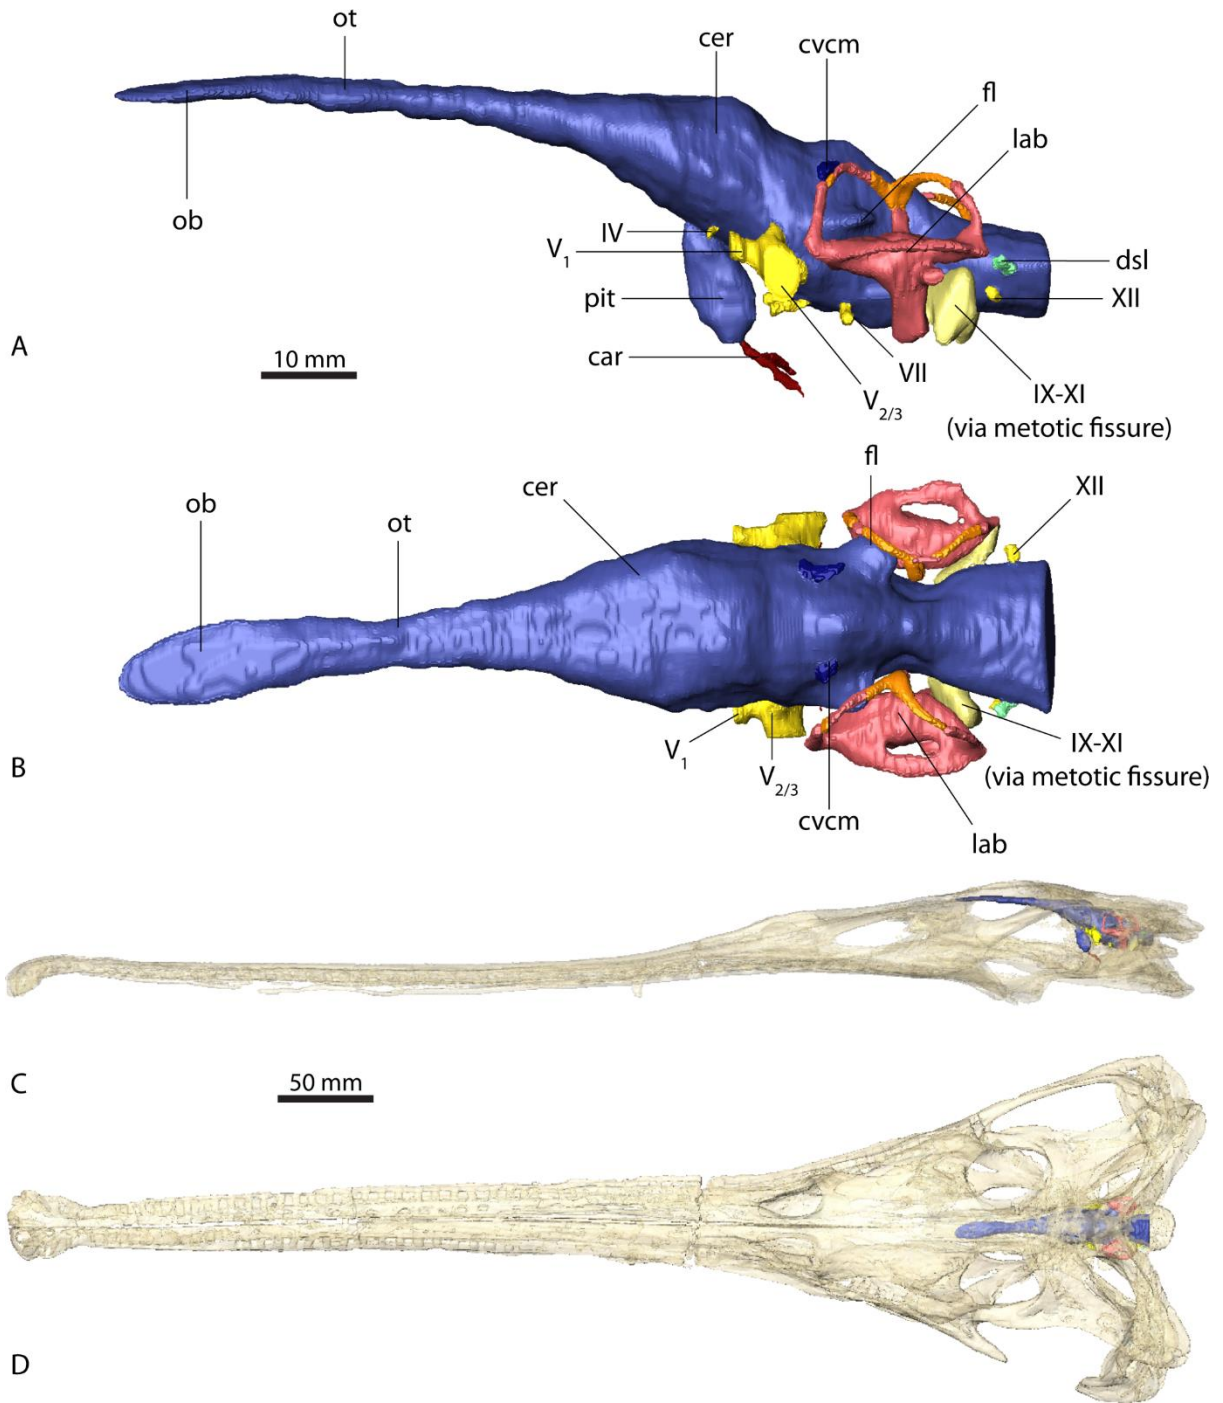 ot
cer
cvcm
fl
lab
ob
IV
V1
pit
car
dsl
XII
VII
V2/3
IX-XI
(via metotic fissure)
A
10 mm
ob
ot
cer
fl
XII
V1
V2/3
cvcm
IX-XI
(via metotic fissure)
lab
B
C
50 mm
D